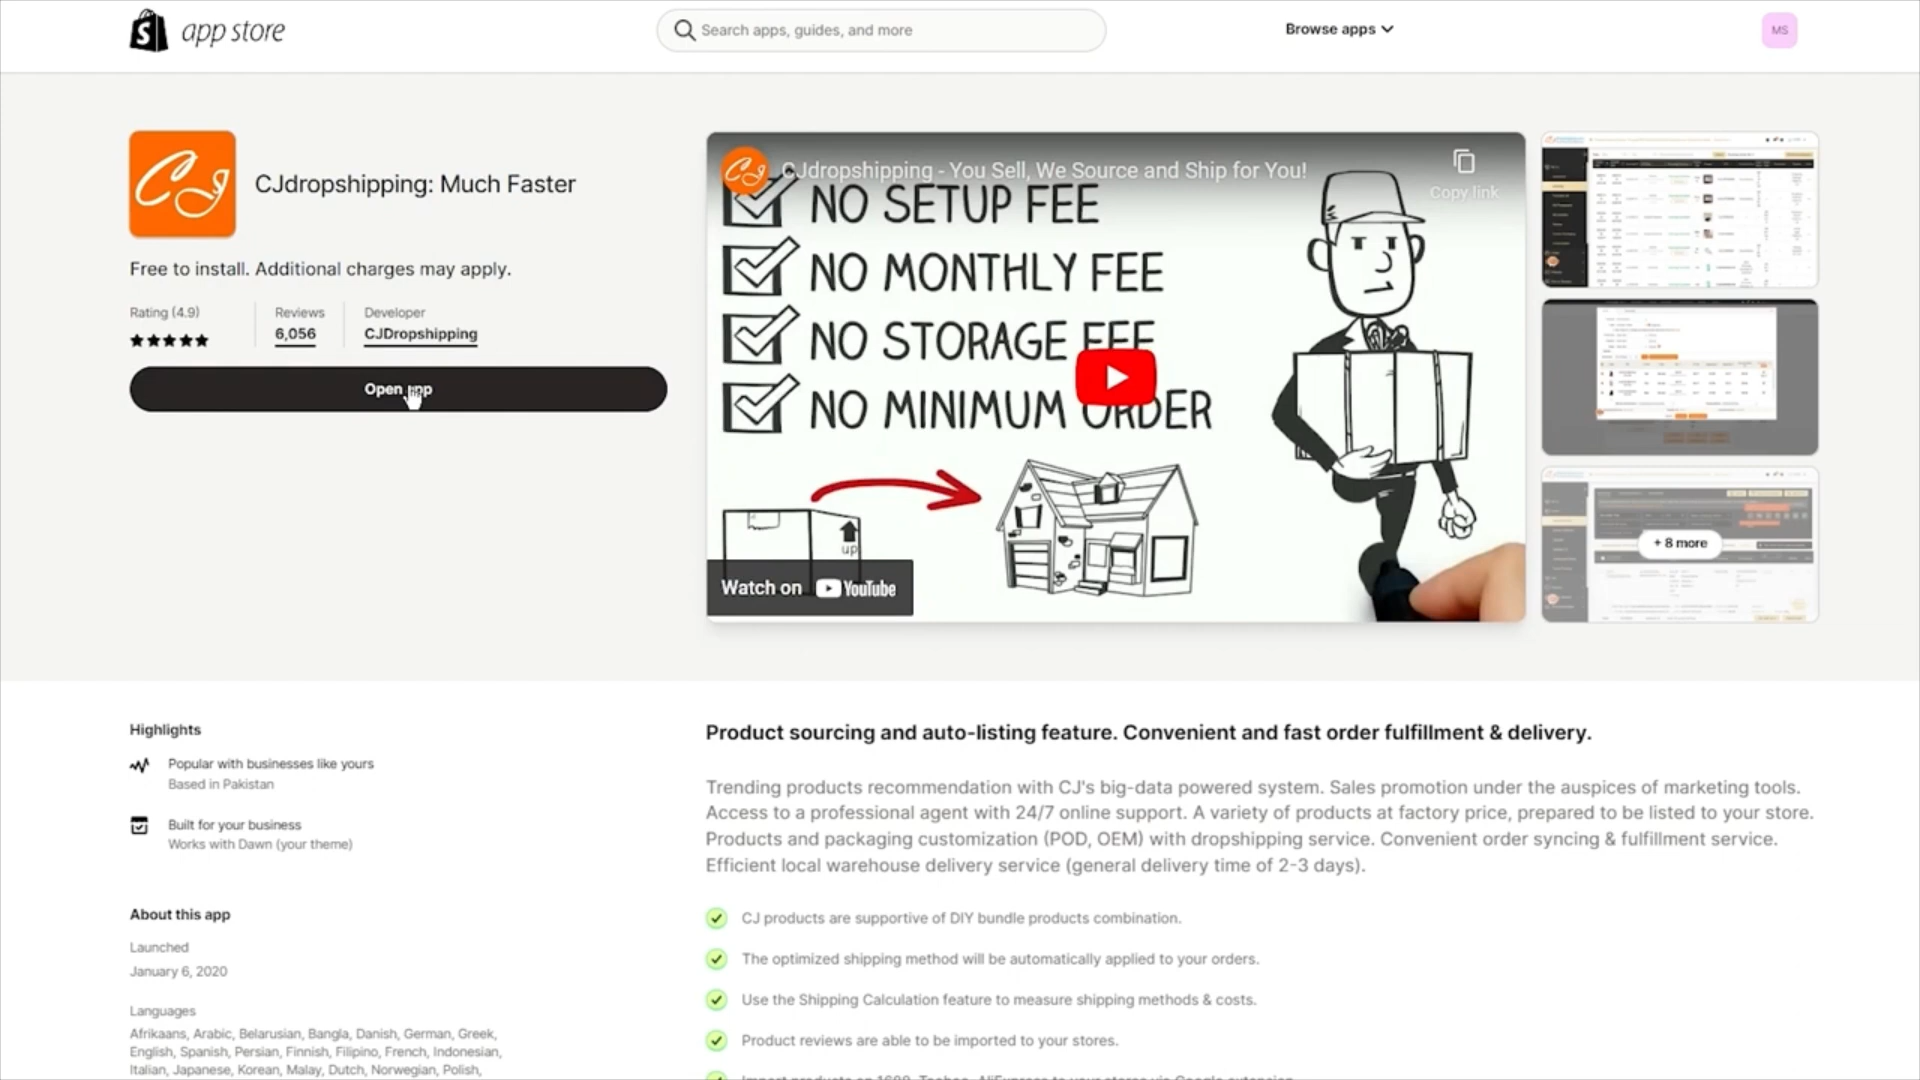 app store
Search apps, guides, and more
Browse apps
MS
CJ
CJdropshipping: Much Faster
Free to install. Additional charges may apply.
Rating (4.9)
Reviews
6,056
Developer
CJDropshipping
Open app
CJdropshipping - You Sell, We Source and Ship for You!
Copy link
NO SETUP FEE
NO MONTHLY FEE
NO STORAGE FEE
NO MINIMUM ORDER
up
Watch on YouTube
+ 8 more
Highlights
Popular with businesses like yours
Based in Pakistan
Built for your business
Works with Dawn (your theme)
About this app
Launched
January 6, 2020
Languages
Afrikaans, Arabic, Belarusian, Bangla, Danish, German, Greek,
English, Spanish, Persian, Finnish, Filipino, French, Indonesian,
Italian, Japanese, Korean, Malay, Dutch, Norwegian, Polish,
Product sourcing and auto-listing feature. Convenient and fast order fulfillment & delivery.
Trending products recommendation with CJ's big-data powered system. Sales promotion under the auspices of marketing tools.
Access to a professional agent with 24/7 online support. A variety of products at factory price, prepared to be listed to your store.
Products and packaging customization (POD, OEM) with dropshipping service. Convenient order syncing & fulfillment service.
Efficient local warehouse delivery service (general delivery time of 2-3 days).
CJ products are supportive of DIY bundle products combination.
The optimized shipping method will be automatically applied to your orders.
Use the Shipping Calculation feature to measure shipping methods & costs.
Product reviews are able to be imported to your stores.